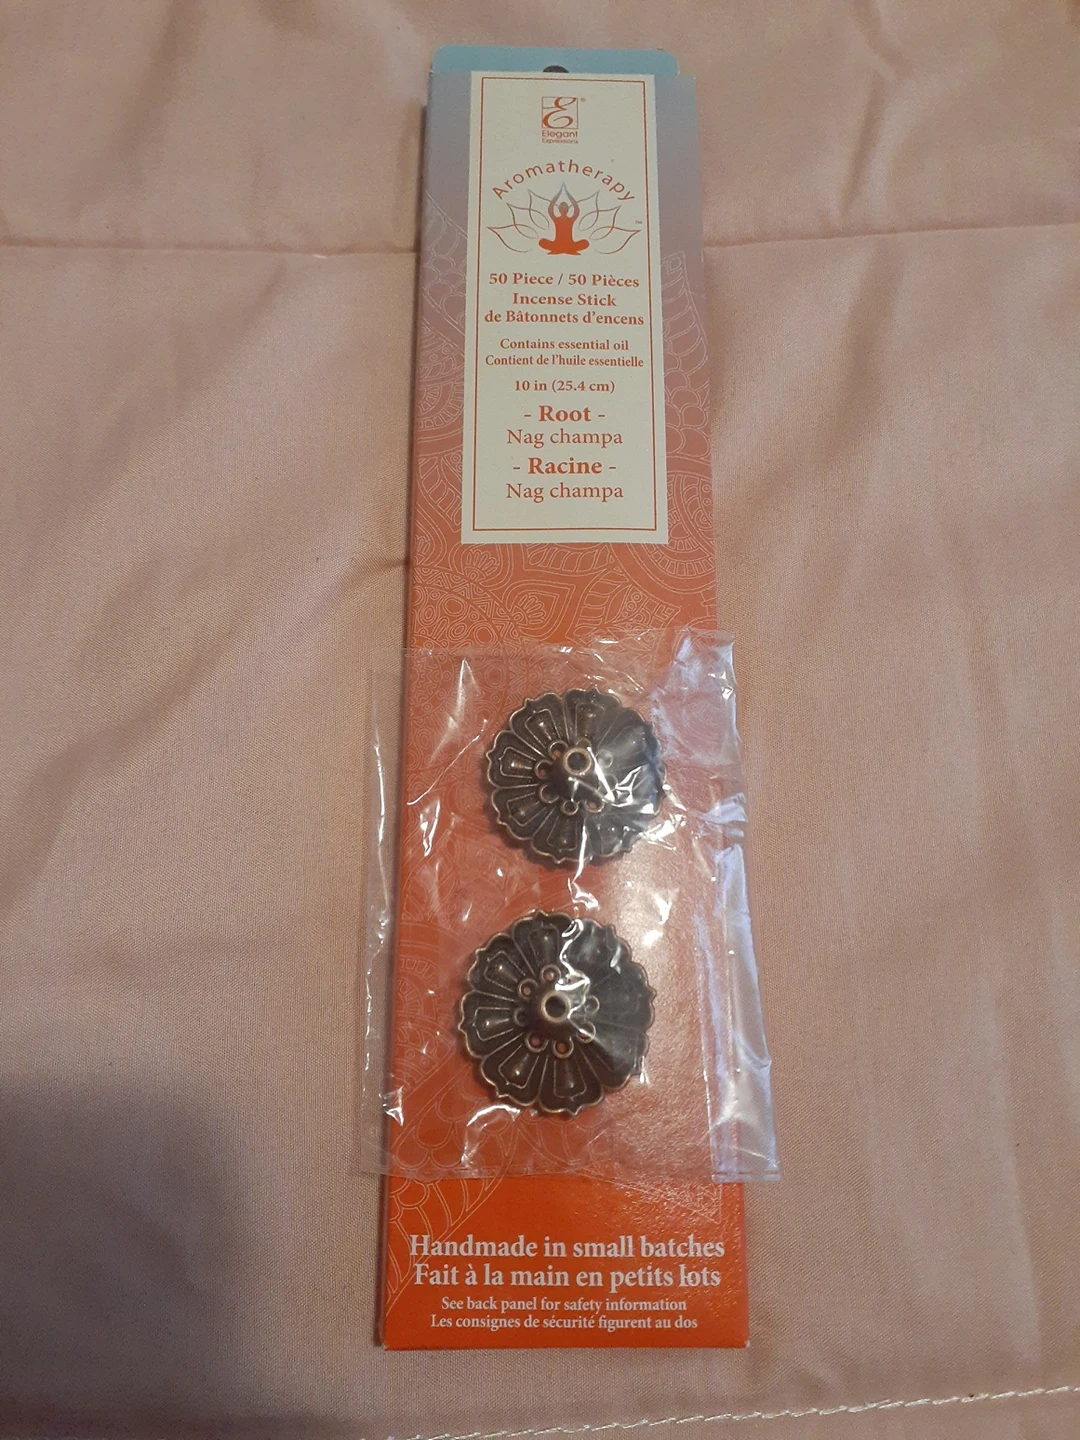 E®
Elegant
Expressions
Aromatherapy
™
50 Piece / 50 Pièces
Incense Stick
de Bâtonnets d'encens
Contains essential oil
Contient de l'huile essentielle
10 in (25.4 cm)
- Root -
Nag champa
- Racine -
Nag champa
Handmade in small batches
Fait à la main en petits lots
See back panel for safety information
Les consignes de sécurité figurent au dos